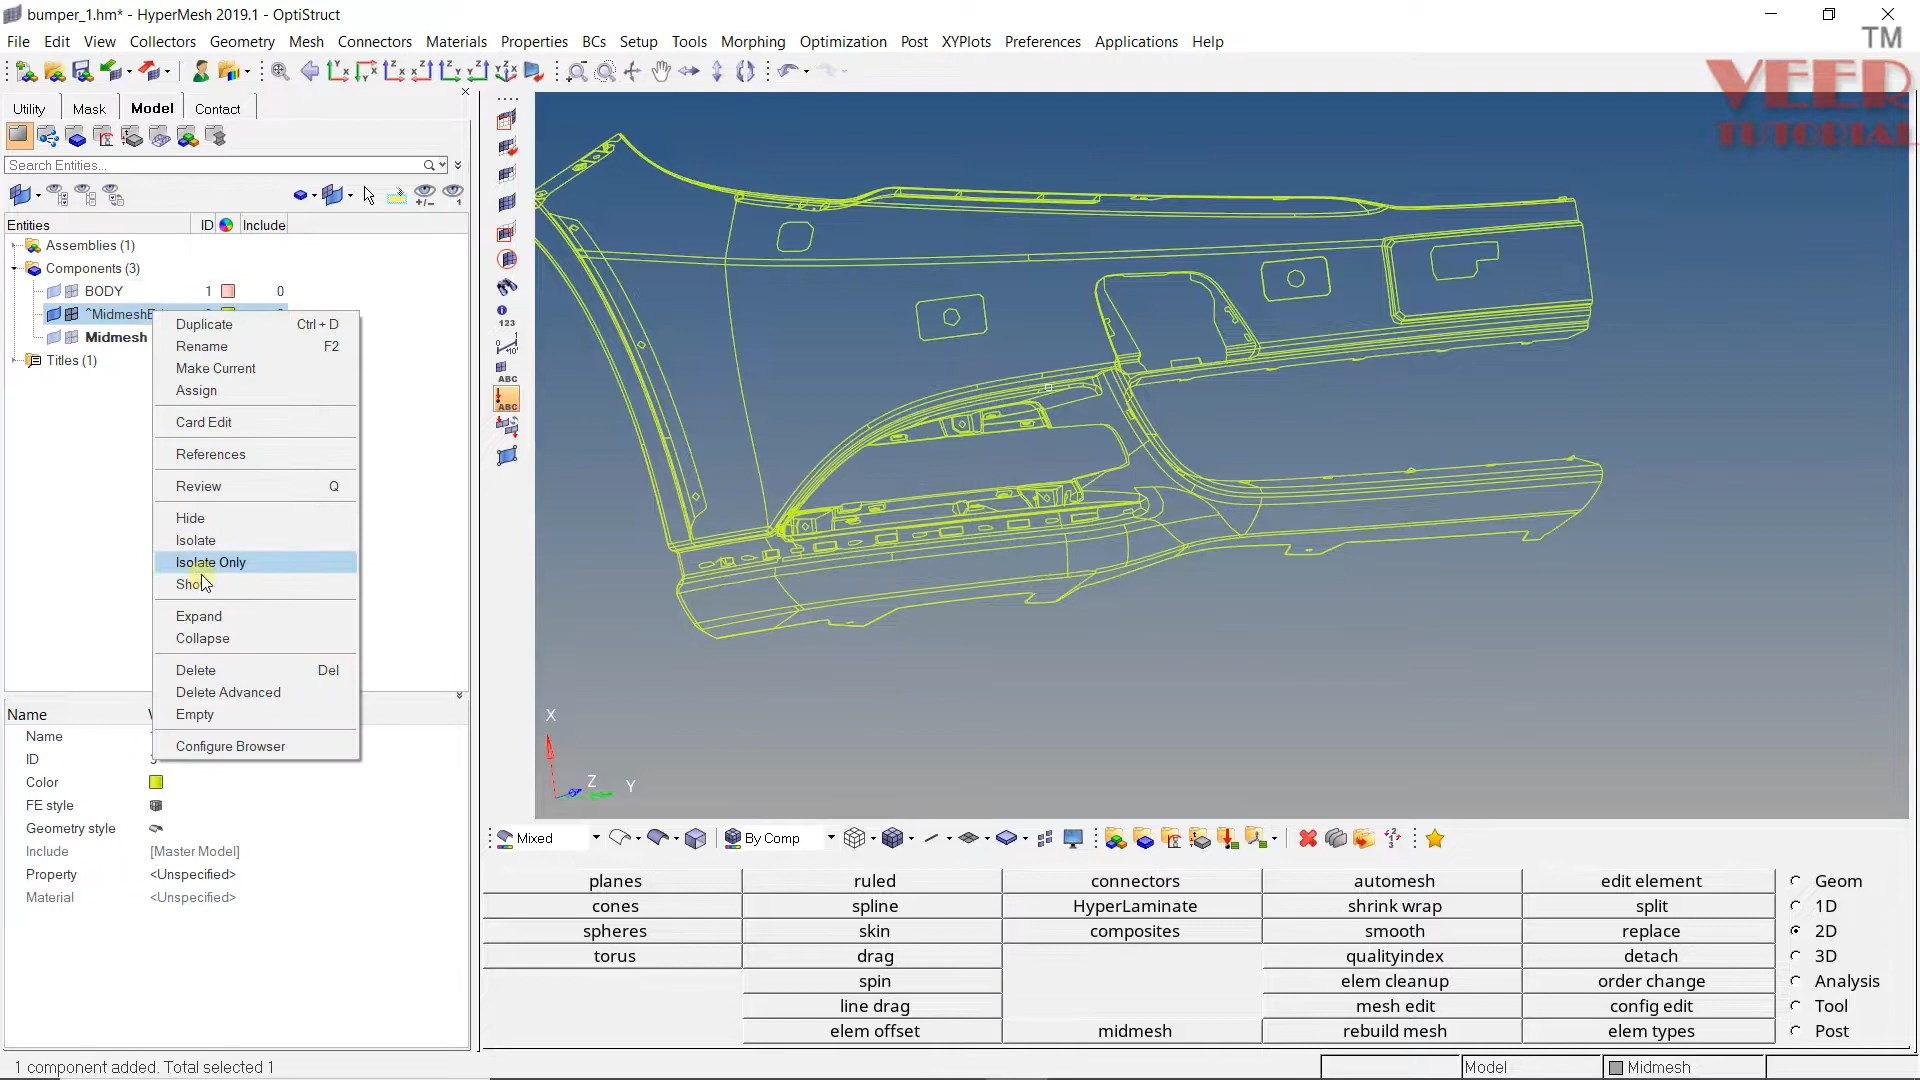 bumper_1.hm* - HyperMesh 2019.1 - OptiStruct
TM
File Edit View Collectors Geometry Mesh Connectors Materials Properties BCs Setup Tools Morphing Optimization Post XYPlots Preferences Applications Help
VEER
TUTORIAL
Utility Mask Model Contact
Search Entities...
Entities ID Include
Assemblies (1)
Components (3)
BODY 1 0
Midmesh
Titles (1)
Duplicate Ctrl + D
Rename F2
Make Current
Assign
Card Edit
References
Review Q
Hide
Isolate
Isolate Only
Expand
Collapse
Delete Del
Delete Advanced
Empty
Configure Browser
Name
Name
ID
Color
FE style
Geometry style
Include [Master Model]
Property <Unspecified>
Material <Unspecified>
123
ABC
ABC
X
Z
Y
Mixed
By Comp
planes ruled connectors automesh edit element
cones spline HyperLaminate shrink wrap split
spheres skin composites smooth replace
torus drag qualityindex detach
spin elem cleanup order change
line drag mesh edit config edit
elem offset midmesh rebuild mesh elem types
Geom
1D
2D
3D
Analysis
Tool
Post
1 component added. Total selected 1
Model
Midmesh